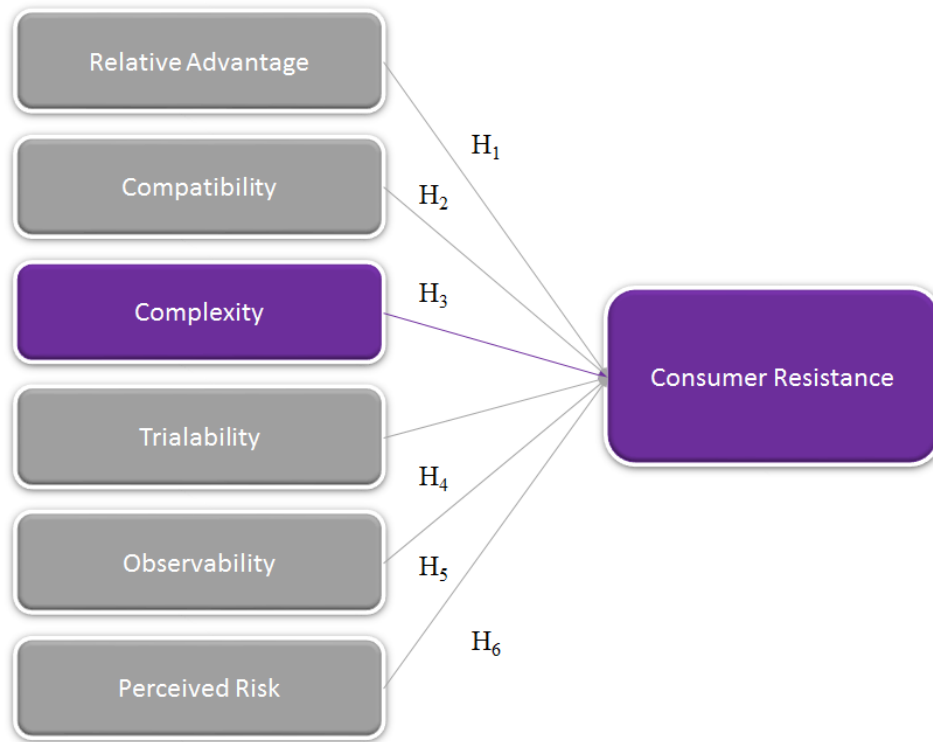 Relative Advantage
H₁
Compatibility
H₂
Complexity
H₃
Consumer Resistance
Trialability
H₄
Observability
H₅
H₆
Perceived Risk